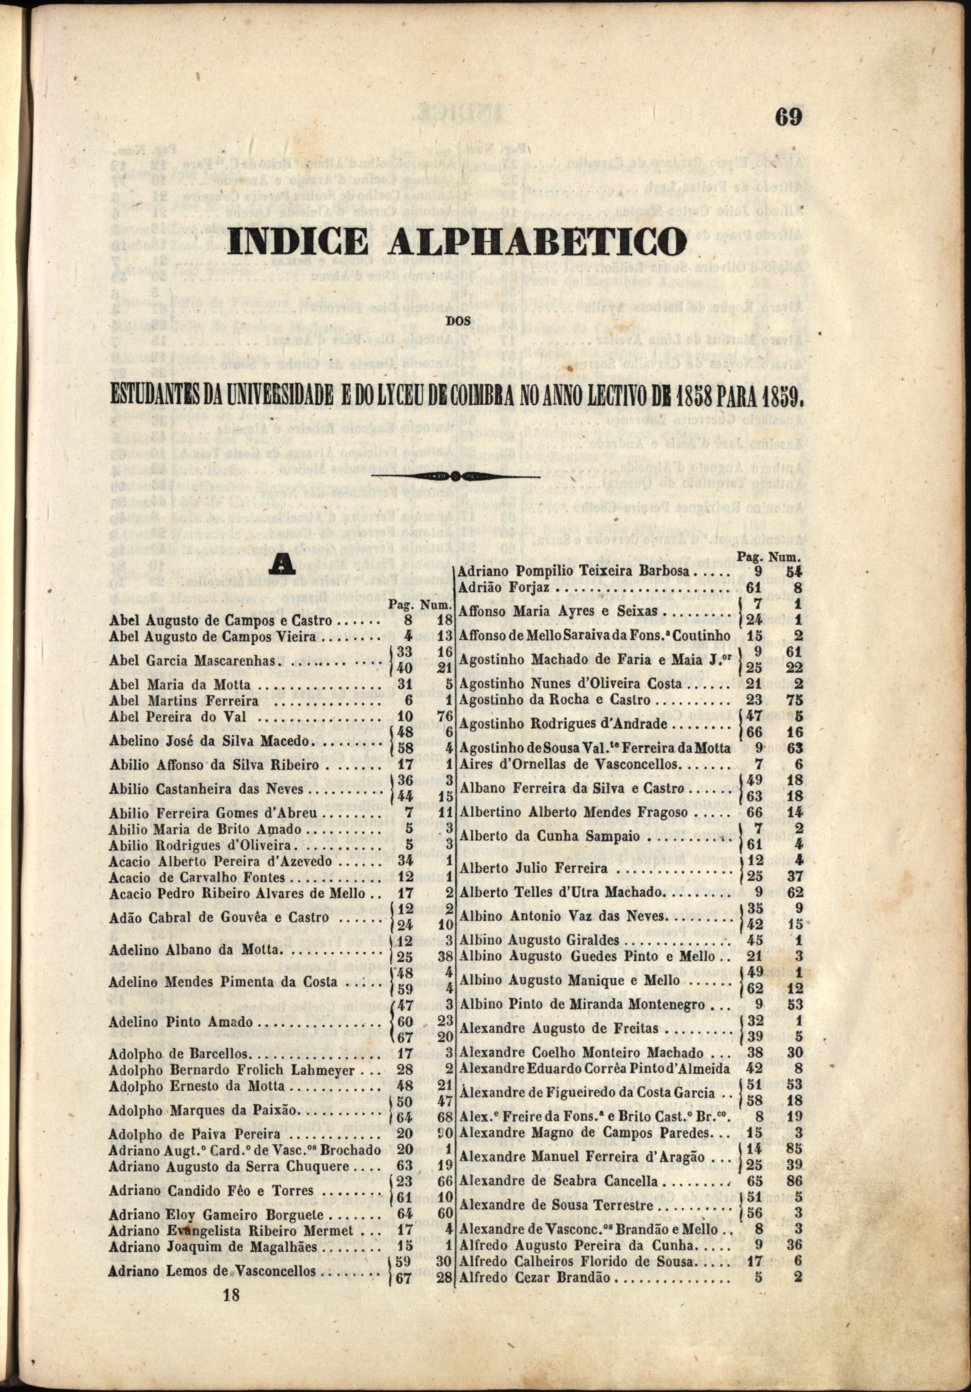 69
INDICE ALPHABETICO
DOS
ESTUDANTES DA UNIVERSIDADE E DO LYCEU DE COIMBRA NO ANNO LECTIVO DE 1858 PARA 1859.
A
Pag. Num.
Abel Augusto de Campos e Castro ...... 8 18
Abel Augusto de Campos Vieira ........ 4 13
Abel Garcia Mascarenhas. ........... { 33 16
{ 40 21
Abel Maria da Motta ................ 31 5
Abel Martins Ferreira .............. 6 1
Abel Pereira do Val ................ 10 76
Abelino José da Silva Macedo......... { 48 6
{ 58 4
Abilio Affonso da Silva Ribeiro ........ 17 1
Abilio Castanheira das Neves .......... { 36 3
{ 44 15
Abilio Ferreira Gomes d'Abreu ........ 7 11
Abilio Maria de Brito Amado .......... 5 3
Abilio Rodrigues d'Oliveira............ 5 3
Acacio Alberto Pereira d'Azevedo ...... 34 1
Acacio de Carvalho Fontes ............ 12 1
Acacio Pedro Ribeiro Alvares de Mello .. 17 2
Adão Cabral de Gouvêa e Castro ...... { 12 2
{ 24 10
Adelino Albano da Motta. ............ { 12 3
{ 25 38
Adelino Mendes Pimenta da Costa ..... { 48 4
{ 59 4
Adelino Pinto Amado ................ { 47 3
{ 60 23
{ 67 20
Adolpho de Barcellos................. 17 3
Adolpho Bernardo Frolich Lahmeyer ... 28 2
Adolpho Ernesto da Motta ............ 48 21
Adolpho Marques da Paixão........... { 50 47
{ 64 68
Adolpho de Paiva Pereira ............ 20 90
Adriano Augt.º Card.º de Vasc.ºˢ Brochado 20 1
Adriano Augusto da Serra Chuquere .... 63 19
Adriano Candido Fêo e Torres ........ { 23 66
{ 61 10
Adriano Eloy Gameiro Borguete ....... 64 60
Adriano Evangelista Ribeiro Mermet ... 17 4
Adriano Joaquim de Magalhães ........ 15 1
Adriano Lemos de Vasconcellos ........ { 59 30
{ 67 28
18
Pag. Num.
Adriano Pompilio Teixeira Barbosa ..... 9 54
Adrião Forjaz ...................... 61 8
Affonso Maria Ayres e Seixas ......... { 7 1
{ 24 1
Affonso de Mello Saraiva da Fons.ª Coutinho 15 2
Agostinho Machado de Faria e Maia J.ºʳ { 9 61
{ 25 22
Agostinho Nunes d'Oliveira Costa ...... 21 2
Agostinho da Rocha e Castro .......... 23 75
Agostinho Rodrigues d'Andrade ........ { 47 5
{ 66 16
Agostinho de Sousa Val.ᵗᵉ Ferreira da Motta 9 63
Aires d'Ornellas de Vasconcellos....... 7 6
Albano Ferreira da Silva e Castro ...... { 49 18
{ 63 18
Albertino Alberto Mendes Fragoso ..... 66 14
Alberto da Cunha Sampaio ........... { 7 2
{ 61 4
Alberto Julio Ferreira ............... { 12 4
{ 25 37
Alberto Telles d'Utra Machado......... 9 62
Albino Antonio Vaz das Neves......... { 35 9
{ 42 15
Albino Augusto Giraldes .............. 45 1
Albino Augusto Guedes Pinto e Mello .. 21 3
Albino Augusto Manique e Mello ...... { 49 1
{ 62 12
Albino Pinto de Miranda Montenegro ... 9 53
Alexandre Augusto de Freitas ......... { 32 1
{ 39 5
Alexandre Coelho Monteiro Machado ... 38 30
Alexandre Eduardo Corrêa Pinto d'Almeida 42 8
Alexandre de Figueiredo da Costa Garcia .. { 51 53
{ 58 18
Alex.ᵉ Freire da Fons.ª e Brito Cast.º Br.ᶜº. 8 19
Alexandre Magno de Campos Paredes... 15 3
Alexandre Manuel Ferreira d'Aragão ... { 14 85
{ 25 39
Alexandre de Seabra Cancella ......... 65 86
Alexandre de Sousa Terrestre .......... { 51 5
{ 56 3
Alexandre de Vasconc.ºˢ Brandão e Mello .. 8 3
Alfredo Augusto Pereira da Cunha..... 9 36
Alfredo Calheiros Florido de Sousa..... 17 6
Alfredo Cezar Brandão ............... 5 2